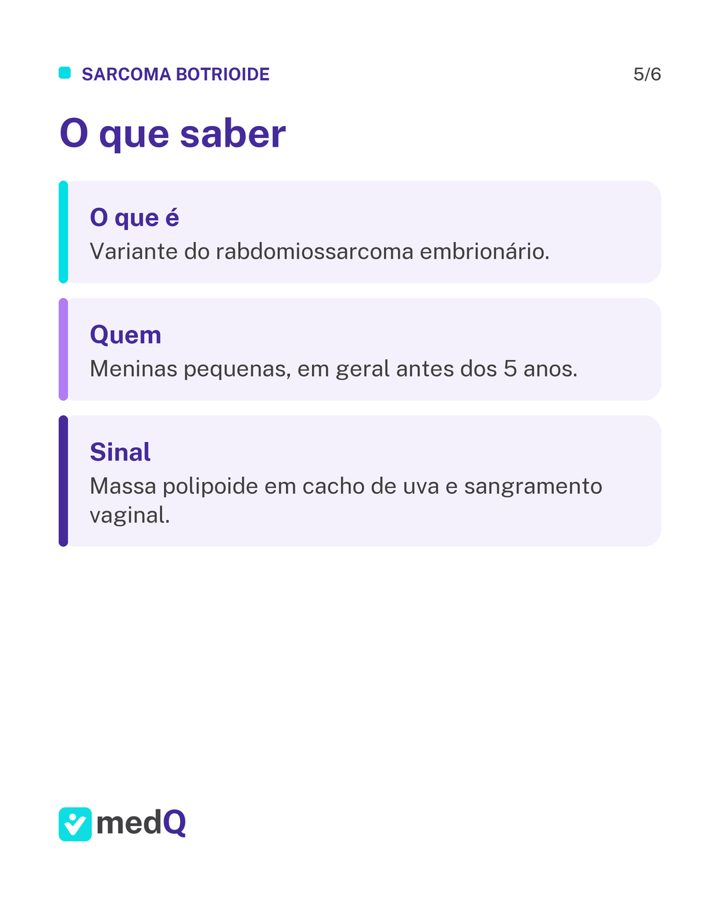 SARCOMA BOTRIOIDE
5/6
O que saber
O que é
Variante do rabdomiossarcoma embrionário.
Quem
Meninas pequenas, em geral antes dos 5 anos.
Sinal
Massa polipoide em cacho de uva e sangramento
vaginal.
medQ